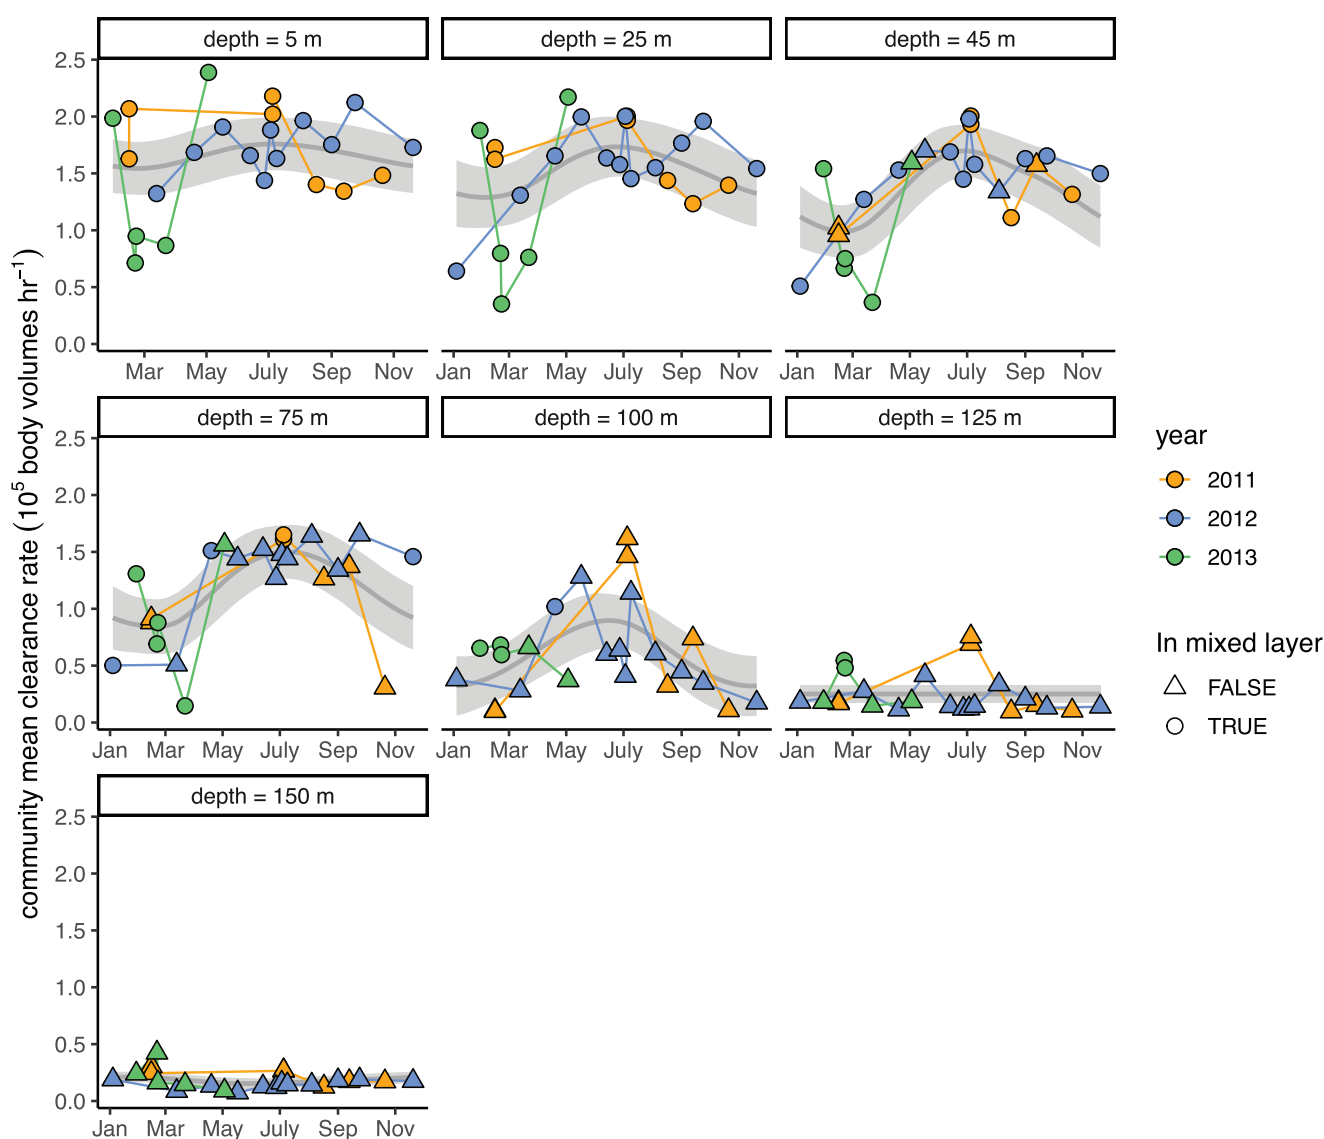 depth = 5 m
depth = 25 m
depth = 45 m
2.5
2.0
1.5
1.0
0.5
0.0
Mar May July Sep Nov
Jan Mar May July Sep Nov
Jan Mar May July Sep Nov
community mean clearance rate (10⁵ body volumes hr⁻¹)
depth = 75 m
depth = 100 m
depth = 125 m
2.5
2.0
1.5
1.0
0.5
0.0
Jan Mar May July Sep Nov
Jan Mar May July Sep Nov
Jan Mar May July Sep Nov
year
2011
2012
2013
In mixed layer
FALSE
TRUE
depth = 150 m
2.5
2.0
1.5
1.0
0.5
0.0
Jan Mar May July Sep Nov